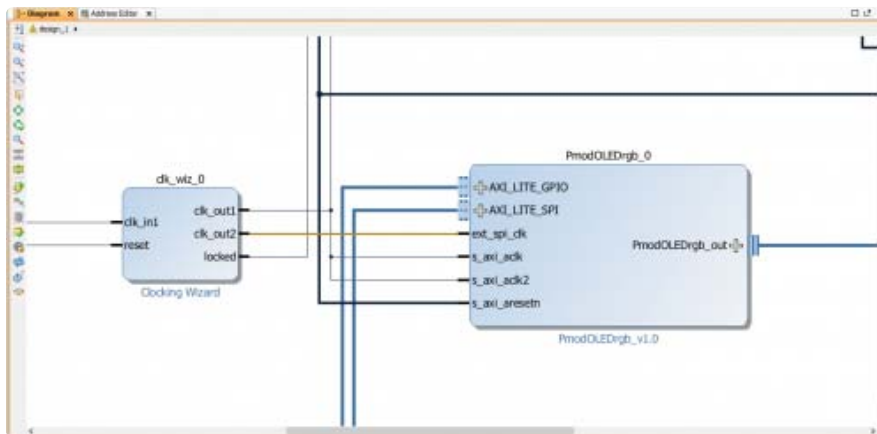 Diagram × Address Editor ×
design_1
PmodOLEDrgb_0
clk_wiz_0
AXI_LITE_GPIO
AXI_LITE_SPI
clk_in1
clk_out1
clk_out2
ext_spi_clk
reset
locked
s_axi_aclk
PmodOLEDrgb_out
s_axi_aclk2
s_axi_aresetn
Clocking Wizard
PmodOLEDrgb_v1.0